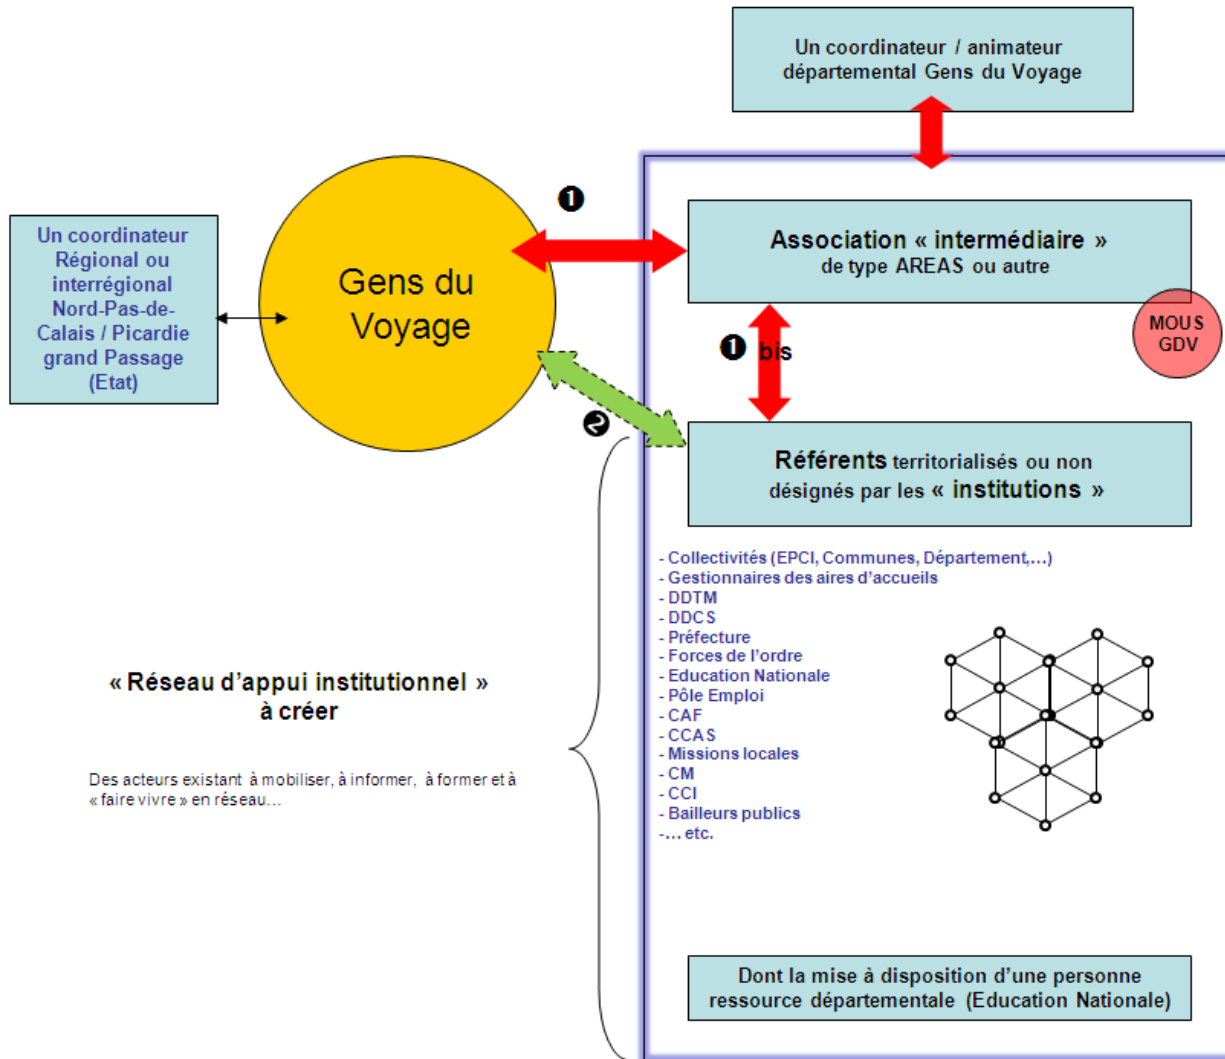 Un coordinateur / animateur
départemental Gens du Voyage
❶
Un coordinateur
Régional ou
interrégional
Nord-Pas-de-
Calais / Picardie
grand Passage
(Etat)
Gens du
Voyage
Association « intermédiaire »
de type AREAS ou autre
MOUS
GDV
❶ bis
❷
Référents territorialisés ou non
désignés par les « institutions »
- Collectivités (EPCI, Communes, Département,…)
- Gestionnaires des aires d’accueils
- DDTM
- DDCS
- Préfecture
- Forces de l’ordre
- Education Nationale
- Pôle Emploi
- CAF
- CCAS
- Missions locales
- CM
- CCI
- Bailleurs publics
-… etc.
« Réseau d’appui institutionnel »
à créer
Des acteurs existant à mobiliser, à informer, à former et à
« faire vivre » en réseau…
Dont la mise à disposition d’une personne
ressource départementale (Education Nationale)